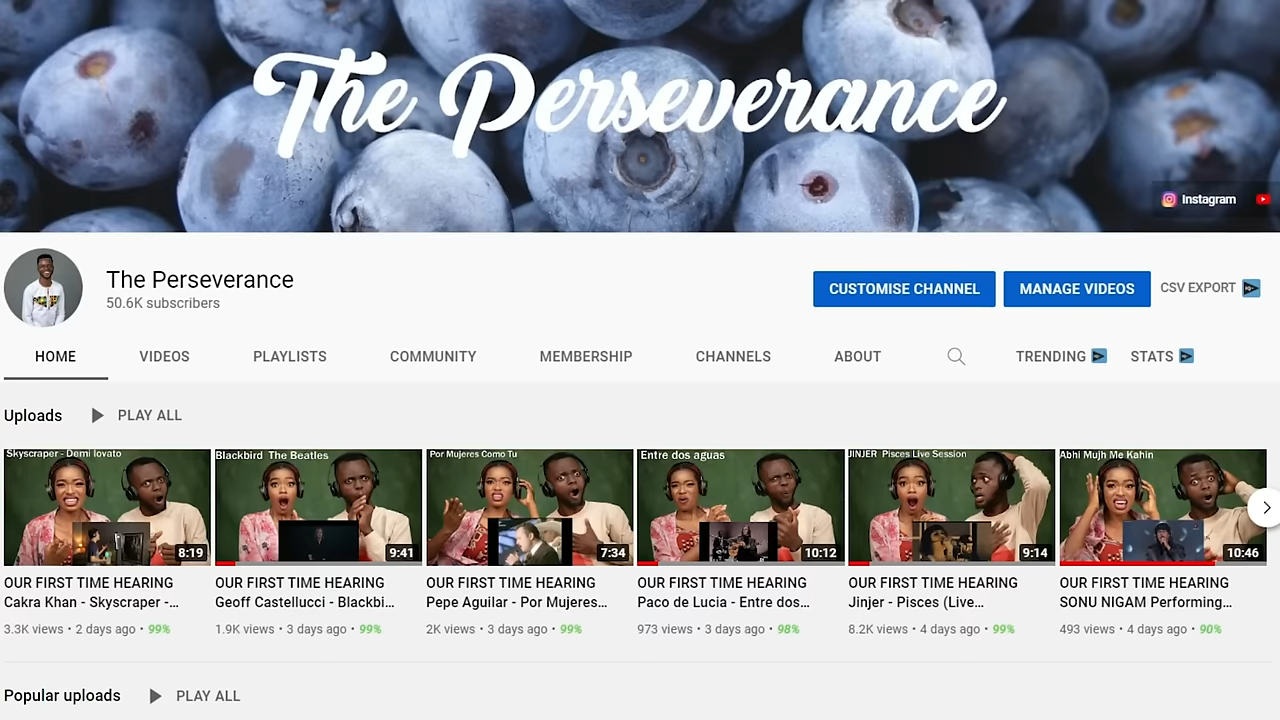 The Perseverance
Instagram
The Perseverance
50.6K subscribers
CUSTOMISE CHANNEL
MANAGE VIDEOS
CSV EXPORT
HOME
VIDEOS
PLAYLISTS
COMMUNITY
MEMBERSHIP
CHANNELS
ABOUT
TRENDING
STATS
Uploads
PLAY ALL
Skyscraper - Demi lovato
8:19
OUR FIRST TIME HEARING
Cakra Khan - Skyscraper -...
3.3K views • 2 days ago • 99%
Blackbird The Beatles
9:41
OUR FIRST TIME HEARING
Geoff Castellucci - Blackbi...
1.9K views • 3 days ago • 99%
Por Mujeres Como Tu
7:34
OUR FIRST TIME HEARING
Pepe Aguilar - Por Mujeres...
2K views • 3 days ago • 99%
Entre dos aguas
10:12
OUR FIRST TIME HEARING
Paco de Lucia - Entre dos...
973 views • 3 days ago • 98%
JINJER Pisces Live Session
9:14
OUR FIRST TIME HEARING
Jinjer - Pisces (Live...
8.2K views • 4 days ago • 99%
Abhi Mujh Me Kahin
10:46
OUR FIRST TIME HEARING
SONU NIGAM Performing...
493 views • 4 days ago • 90%
Popular uploads
PLAY ALL